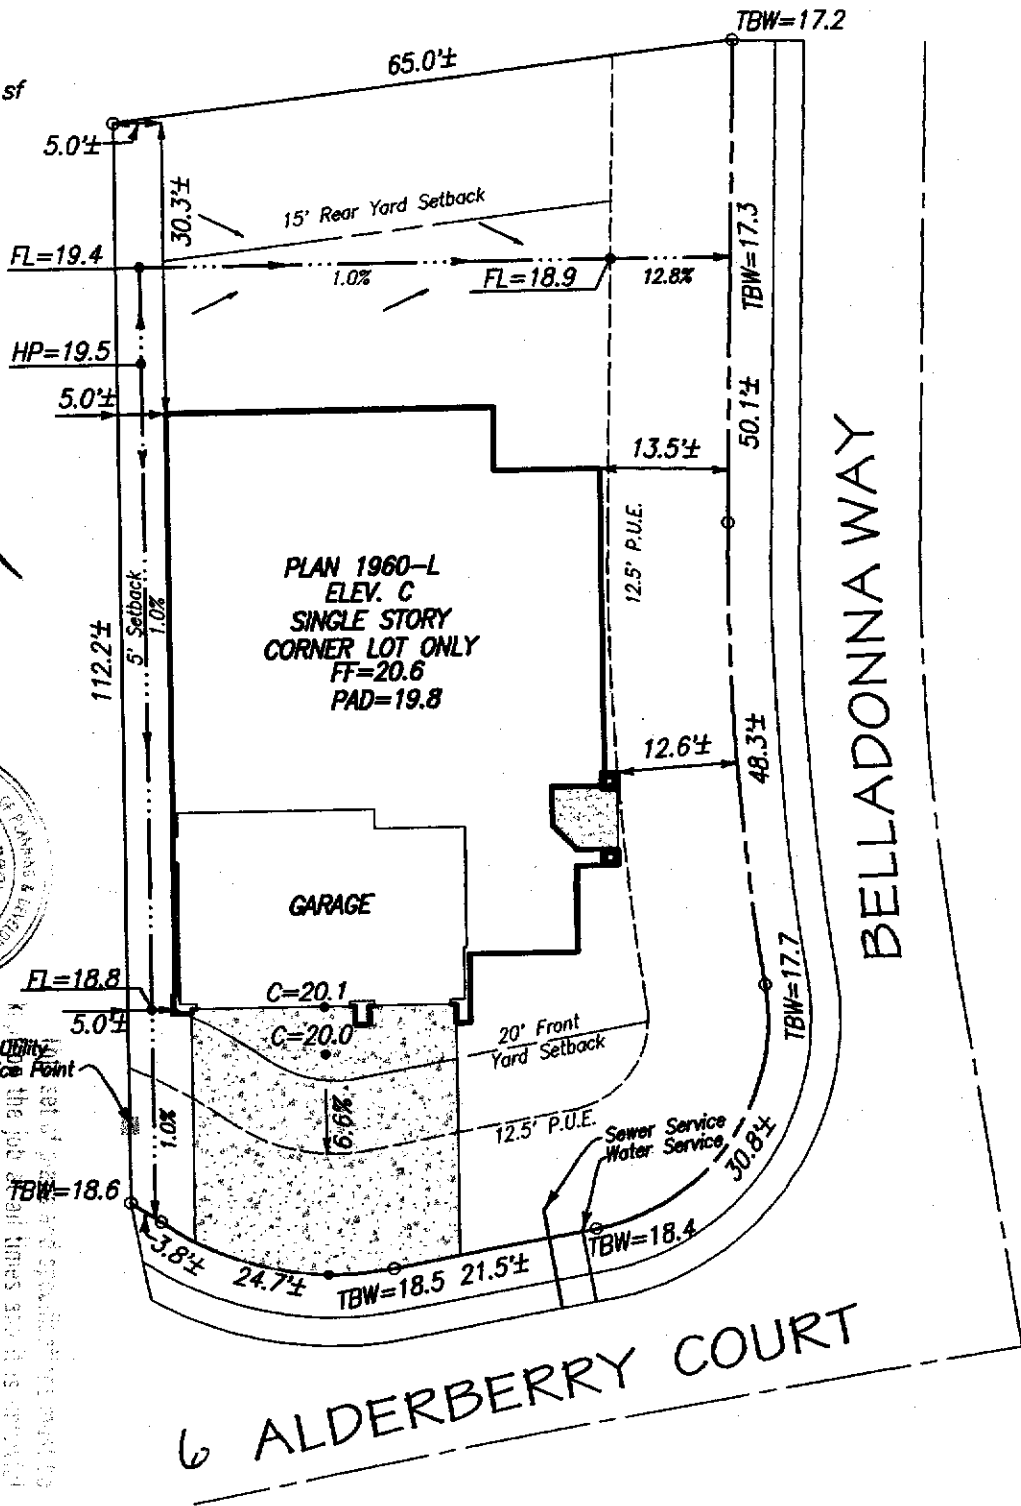 TBW=17.2
65.0'±
sf
5.0'±
30.3'±
15' Rear Yard Setback
TBW=17.3
FL=19.4
1.0%
FL=18.9
12.8%
HP=19.5
5.0'±
50.1'±
13.5'±
12.5' P.U.E.
PLAN 1960-L
ELEV. C
SINGLE STORY
CORNER LOT ONLY
FF=20.6
PAD=19.8
5' Setback
1.0%
112.2'±
BELLADONNA WAY
12.6'±
48.3'±
GARAGE
TBW=17.7
FL=18.8
C=20.1
5.0'±
C=20.0
20' Front
Yard Setback
Utility
Point
6.6%
1.0%
12.5' P.U.E.
Sewer Service
Water Service
30.8'±
TBW=18.6
3.8'±
24.7'±
TBW=18.5
21.5'±
TBW=18.4
6 ALDERBERRY COURT